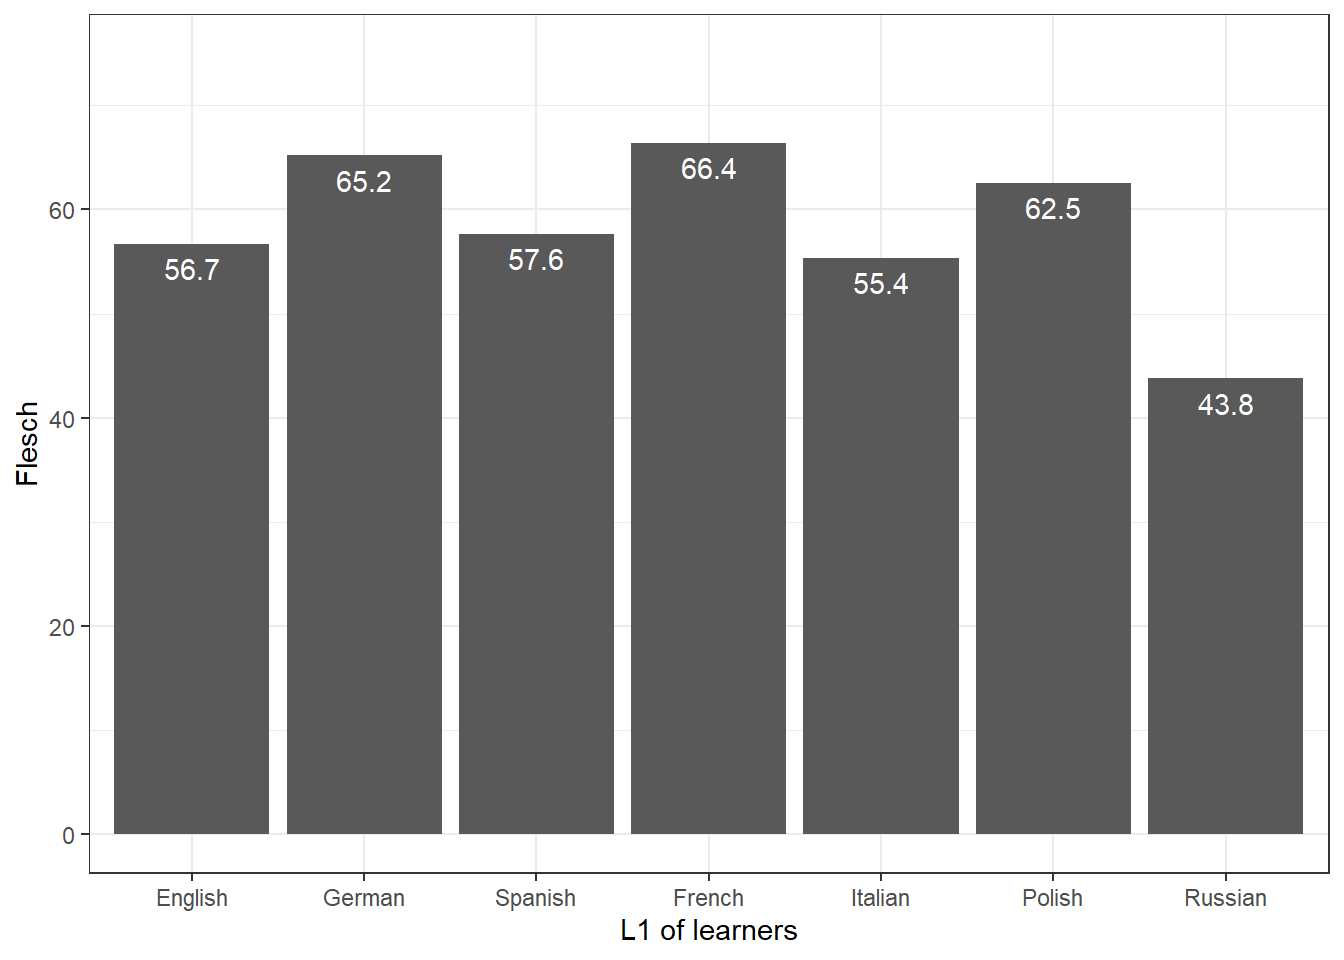 Flesch
60
40
20
0
56.7
65.2
57.6
66.4
55.4
62.5
43.8
English
German
Spanish
French
Italian
Polish
Russian
L1 of learners